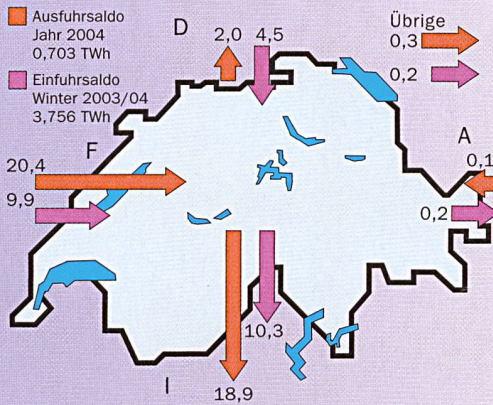 Ausfuhrsaldo
Jahr 2004
0,703 TWh
Einfuhrsaldo
Winter 2003/04
3,756 TWh
D
2,0
4,5
Übrige
0,3
0,2
F
20,4
9,9
A
0,1
0,2
10,3
I
18,9